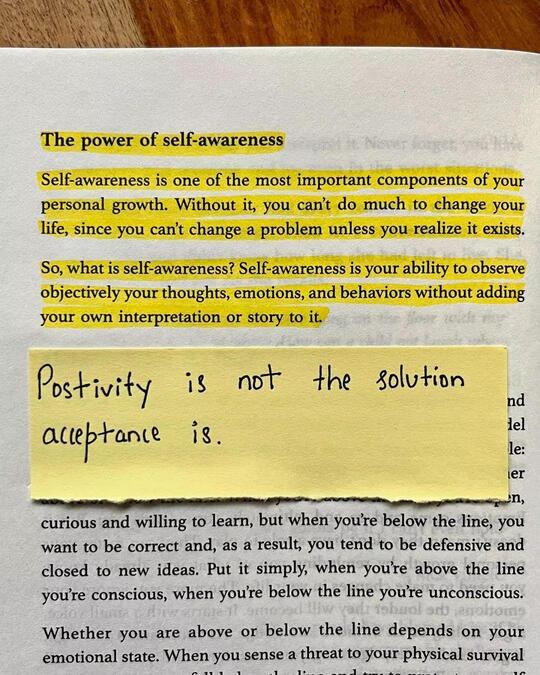 The power of self-awareness
Self-awareness is one of the most important components of your
personal growth. Without it, you can't do much to change your
life, since you can't change a problem unless you realize it exists.
So, what is self-awareness? Self-awareness is your ability to observe
objectively your thoughts, emotions, and behaviors without adding
your own interpretation or story to it.
Postivity is not the solution
acceptance is.
curious and willing to learn, but when you're below the line, you
want to be correct and, as a result, you tend to be defensive and
closed to new ideas. Put it simply, when you're above the line
you're conscious, when you're below the line you're unconscious.
Whether you are above or below the line depends on your
emotional state. When you sense a threat to your physical survival